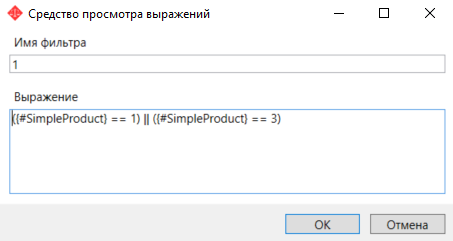 Средство просмотра выражений
Имя фильтра
1
Выражение
({#SimpleProduct} == 1) || ({#SimpleProduct} == 3)
OK
Отмена